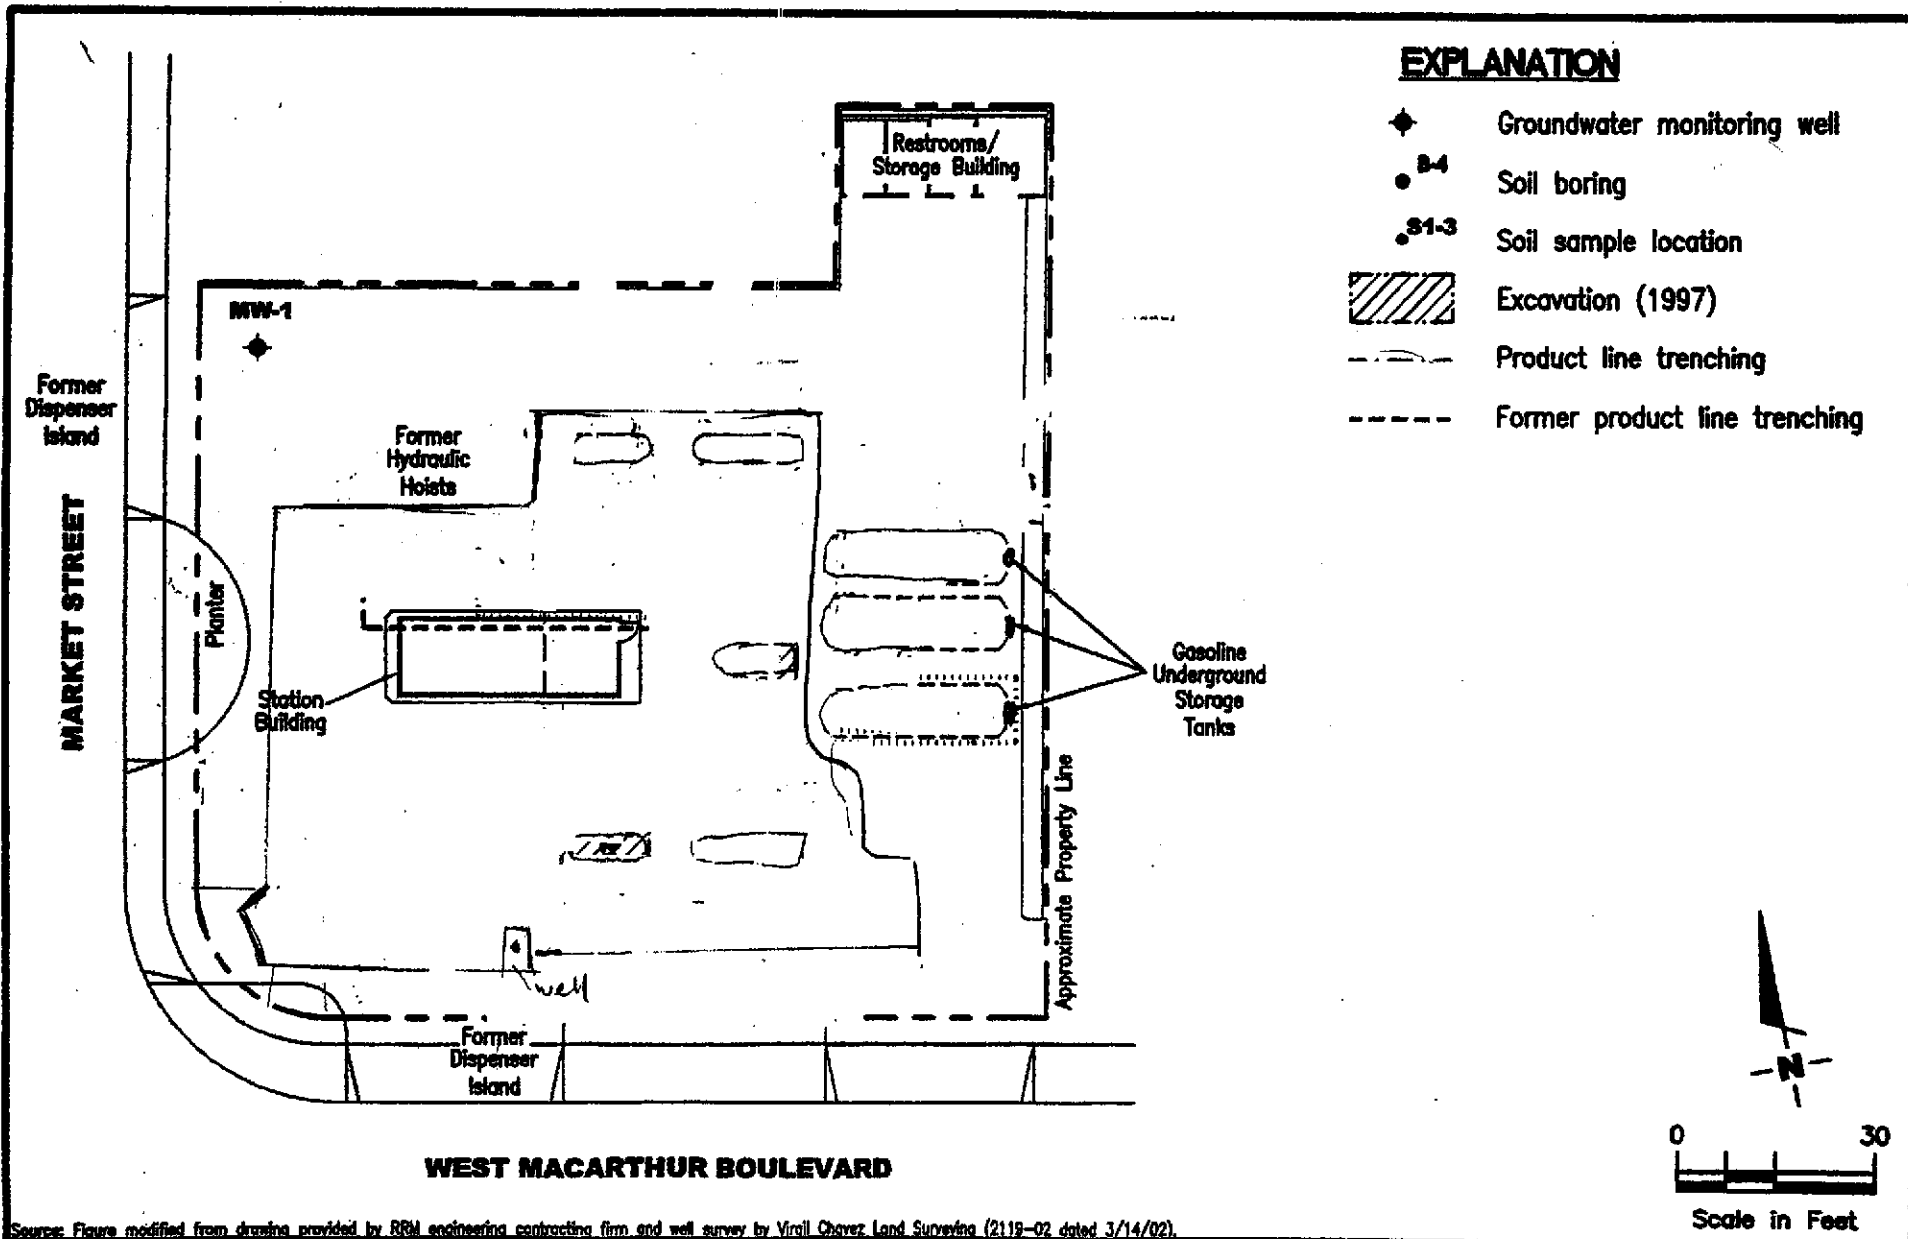 EXPLANATION
Groundwater monitoring well
B-4
Soil boring
S1-3
Soil sample location
Excavation (1997)
Product line trenching
Former product line trenching
Restrooms/
Storage Building
MW-1
Former
Dispenser
Island
Former
Hydraulic
Hoists
MARKET STREET
Planter
Station
Building
Gasoline
Underground
Storage
Tanks
Approximate Property Line
well
Former
Dispenser
Island
N
0 30
Scale in Feet
WEST MACARTHUR BOULEVARD
Source: Figure modified from drawing provided by RRM engineering contracting firm and well survey by Virgil Chavez Land Surveying (2119-02 dated 3/14/02).